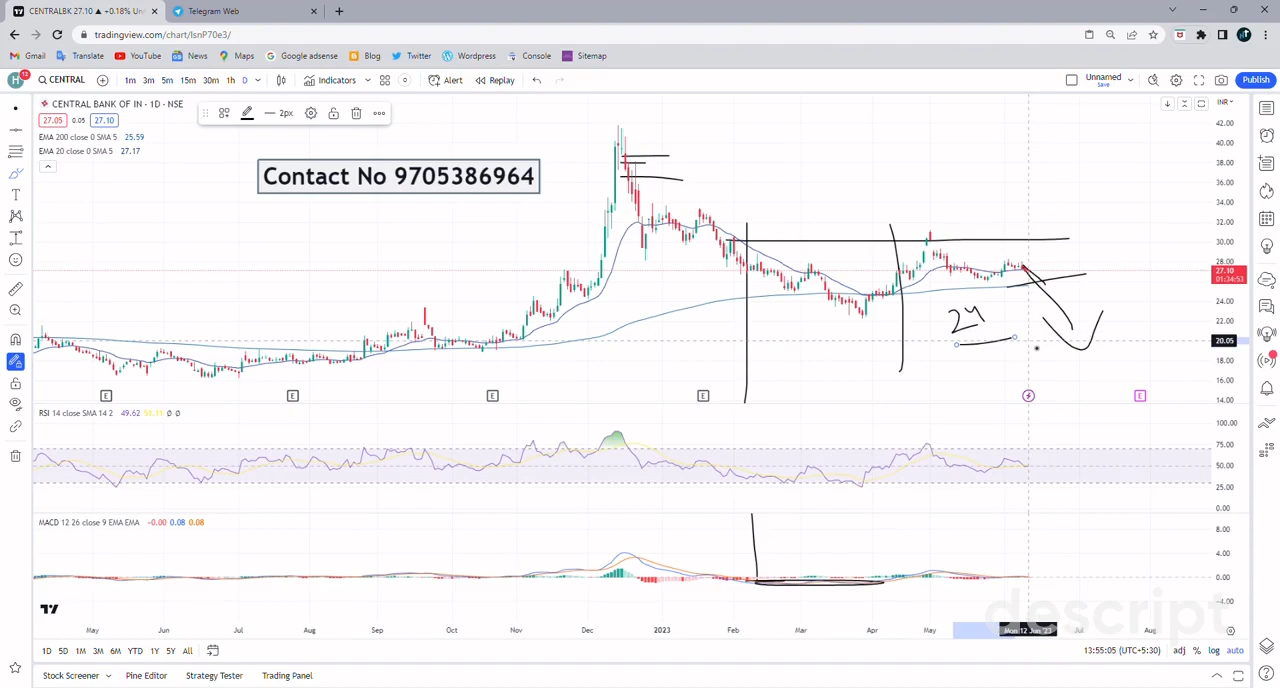 CENTRALBK 27.10 ▲ +0.18% Un
Telegram Web
tradingview.com/chart/lsnP70e3/
Gmail Translate YouTube News Maps Google adsense Blog Twitter Wordpress Console Sitemap
H 12 CENTRAL 1m 3m 5m 15m 30m 1h D Indicators Alert Replay Unnamed Save Publish
CENTRAL BANK OF IN · 1D · NSE
27.05 0.05 27.10
2px
EMA 200 close 0 SMA 5 25.59
EMA 20 close 0 SMA 5 27.17
Contact No 9705386964
INR
42.00
40.00
38.00
36.00
34.00
32.00
30.00
28.00
27.10
01:34:53
24.00
22.00
20.05
18.00
16.00
14.00
24
E E E E E
RSI 14 close SMA 14 2 49.62 51.11 Ø Ø
100.00
75.00
50.00
25.00
0.00
MACD 12 26 close 9 EMA EMA -0.00 0.08 0.08
8.00
4.00
0.00
-4.00
descript
May Jun Jul Aug Sep Oct Nov Dec 2023 Feb Mar Apr May Mon 12 Jun '23 Jul Aug
1D 5D 1M 3M 6M YTD 1Y 5Y All
13:55:05 (UTC+5:30) adj % log auto
Stock Screener Pine Editor Strategy Tester Trading Panel